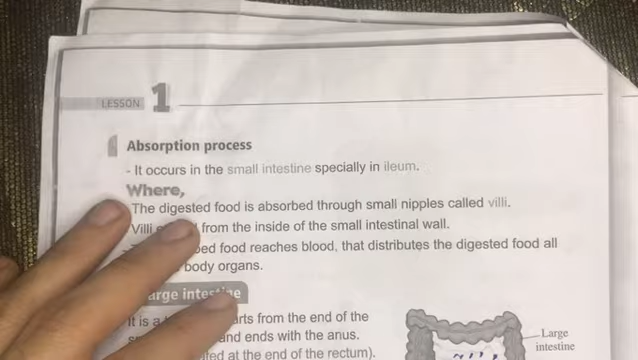 LESSON 1
Absorption process
- It occurs in the small intestine specially in ileum.
Where,
The digested food is absorbed through small nipples called villi.
Villi from the inside of the small intestinal wall.
food reaches blood, that distributes the digested food all
body organs.
arge intestine
It is a arts from the end of the
and ends with the anus.
at the end of the rectum).
Large
intestine